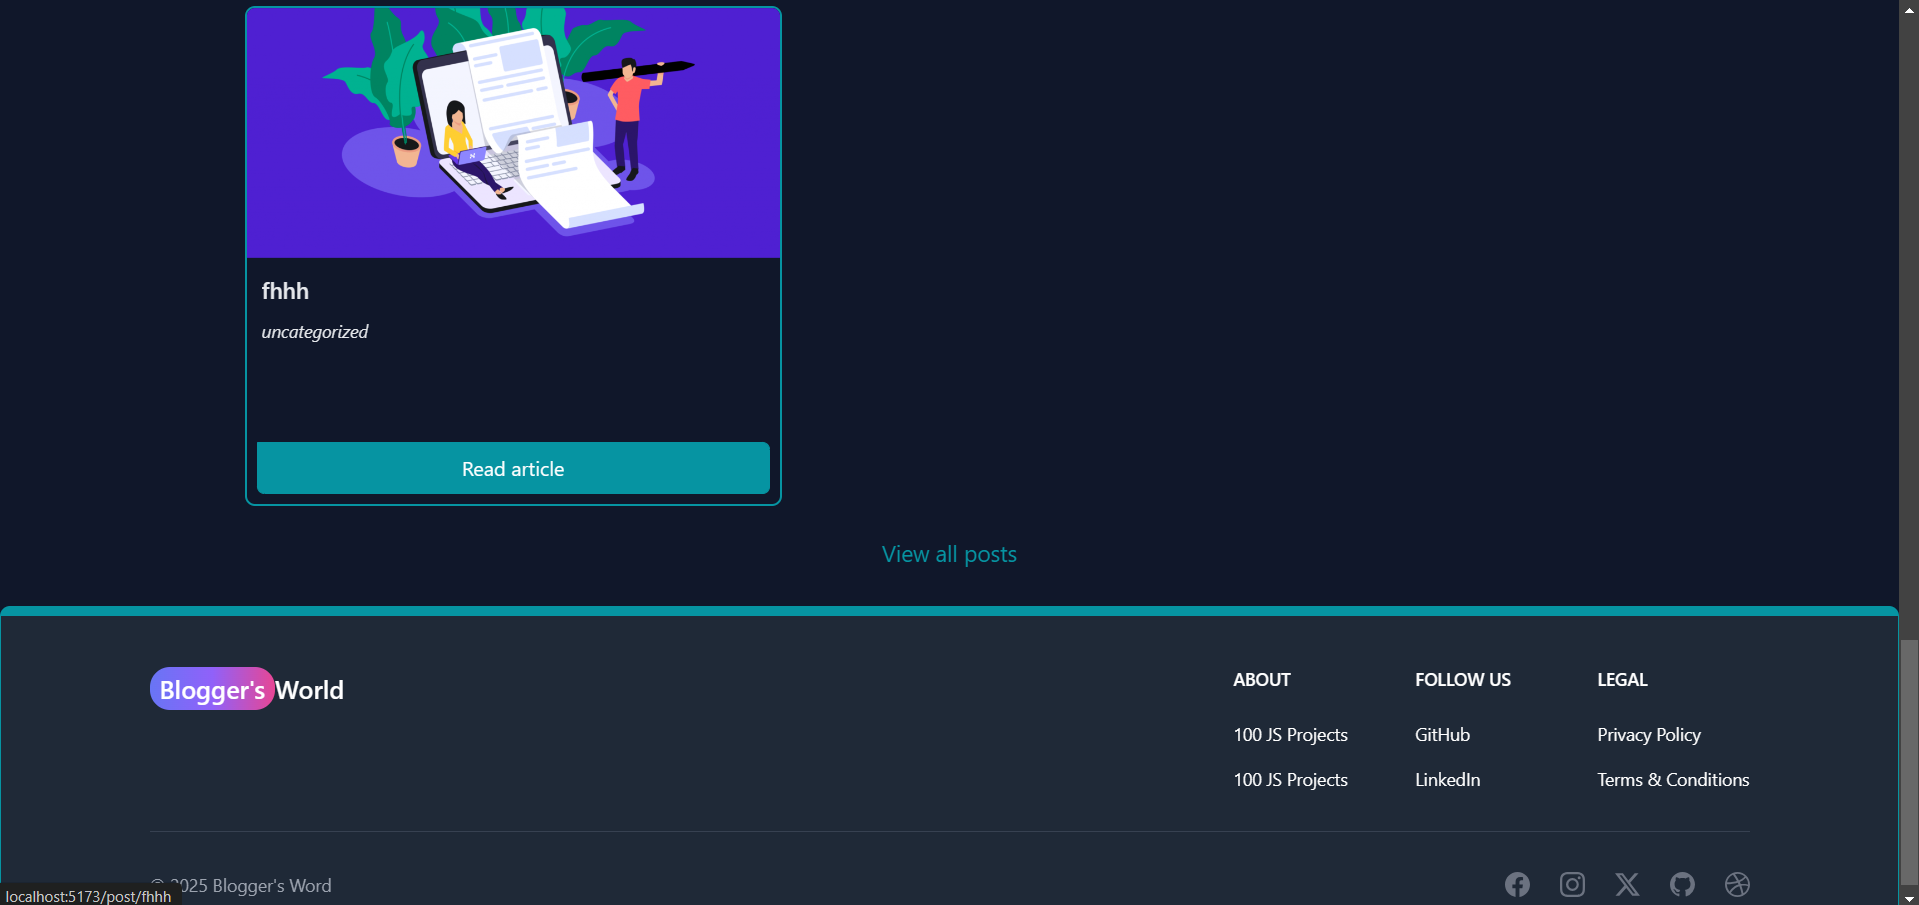 fhhh
uncategorized
Read article
View all posts
Blogger's World
ABOUT
100 JS Projects
100 JS Projects
FOLLOW US
GitHub
LinkedIn
LEGAL
Privacy Policy
Terms & Conditions
© 2025 Blogger's Word
localhost:5173/post/fhhh